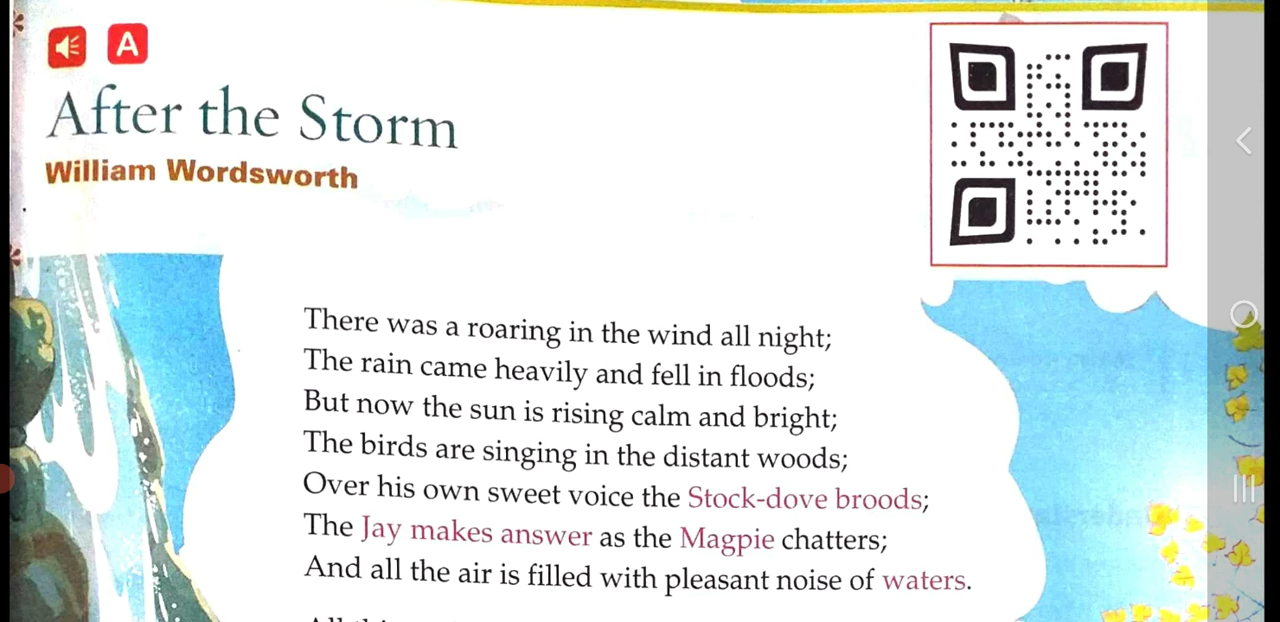 A
After the Storm
William Wordsworth
There was a roaring in the wind all night;
The rain came heavily and fell in floods;
But now the sun is rising calm and bright;
The birds are singing in the distant woods;
Over his own sweet voice the Stock-dove broods;
The Jay makes answer as the Magpie chatters;
And all the air is filled with pleasant noise of waters.